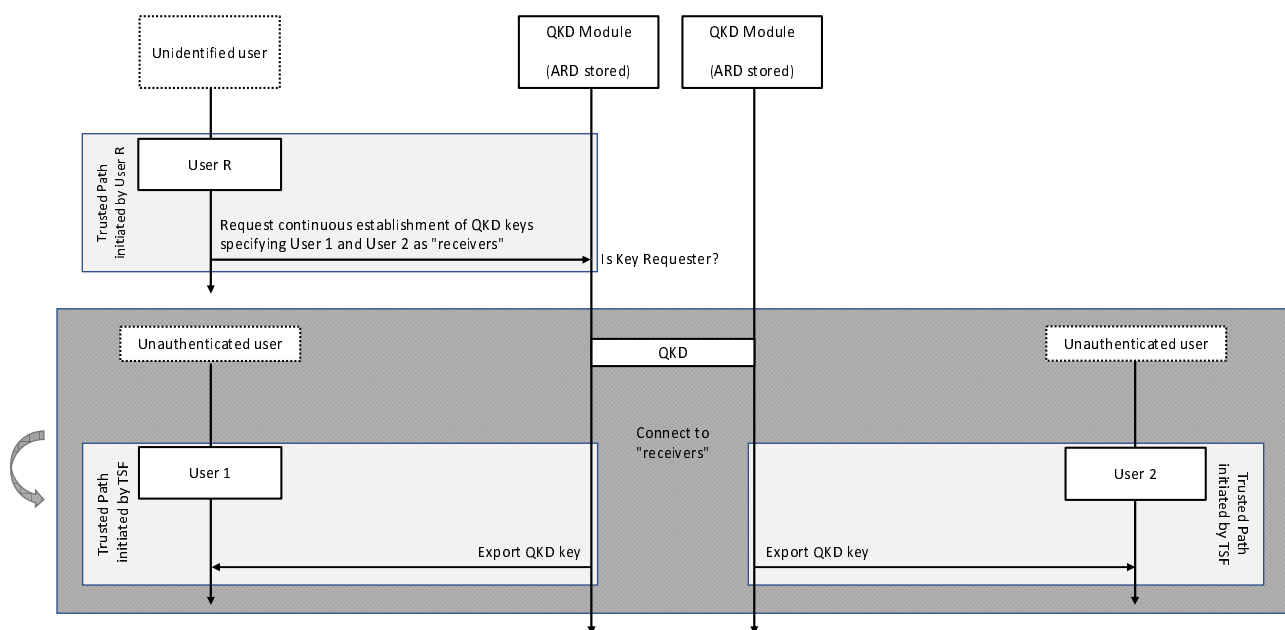 Unidentified user
QKD Module
(ARD stored)
QKD Module
(ARD stored)
Trusted Path
initiated by User R
User R
Request continuous establishment of QKD keys
specifying User 1 and User 2 as "receivers"
Is Key Requester?
Unauthenticated user
QKD
Unauthenticated user
Connect to
"receivers"
Trusted Path
initiated by TSF
User 1
User 2
Trusted Path
initiated by TSF
Export QKD key
Export QKD key